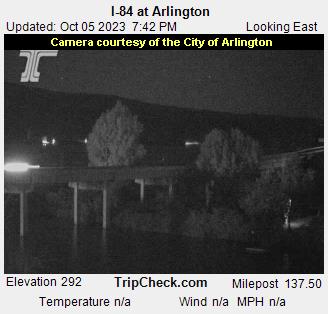 I-84 at Arlington
Updated: Oct 05 2023 7:42 PM Looking East
Camera courtesy of the City of Arlington
Elevation 292 TripCheck.com Milepost 137.50
Temperature n/a Wind n/a MPH n/a